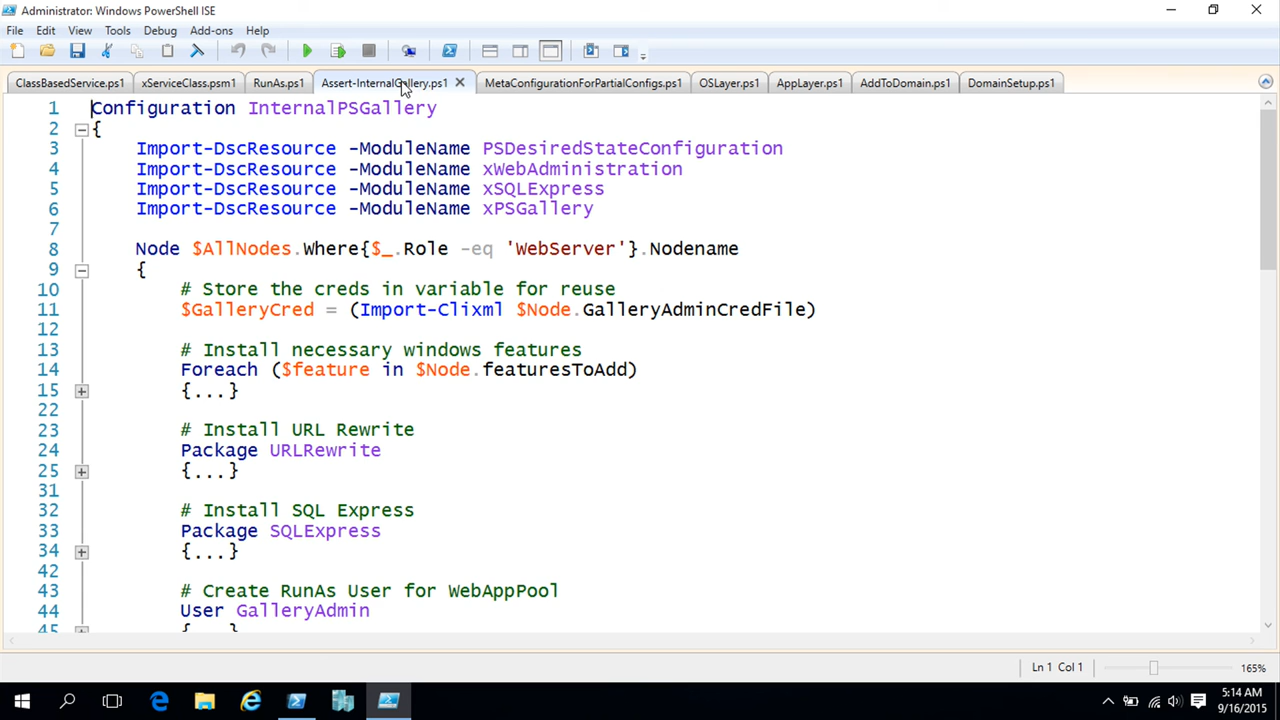 Administrator: Windows PowerShell ISE
File Edit View Tools Debug Add-ons Help
ClassBasedService.ps1 xServiceClass.psm1 RunAs.ps1 Assert-InternalGallery.ps1 MetaConfigurationForPartialConfigs.ps1 OSLayer.ps1 AppLayer.ps1 AddToDomain.ps1 DomainSetup.ps1
1 Configuration InternalPSGallery
2 {
3 Import-DscResource -ModuleName PSDesiredStateConfiguration
4 Import-DscResource -ModuleName xWebAdministration
5 Import-DscResource -ModuleName xSQLExpress
6 Import-DscResource -ModuleName xPSGallery
7
8 Node $AllNodes.Where{$_.Role -eq 'WebServer'}.Nodename
9 {
10 # Store the creds in variable for reuse
11 $GalleryCred = (Import-Clixml $Node.GalleryAdminCredFile)
12
13 # Install necessary windows features
14 Foreach ($feature in $Node.featuresToAdd)
15 {...}
22
23 # Install URL Rewrite
24 Package URLRewrite
25 {...}
31
32 # Install SQL Express
33 Package SQLExpress
34 {...}
42
43 # Create RunAs User for WebAppPool
44 User GalleryAdmin
45 {...}
Ln 1 Col 1 165%
5:14 AM
9/16/2015